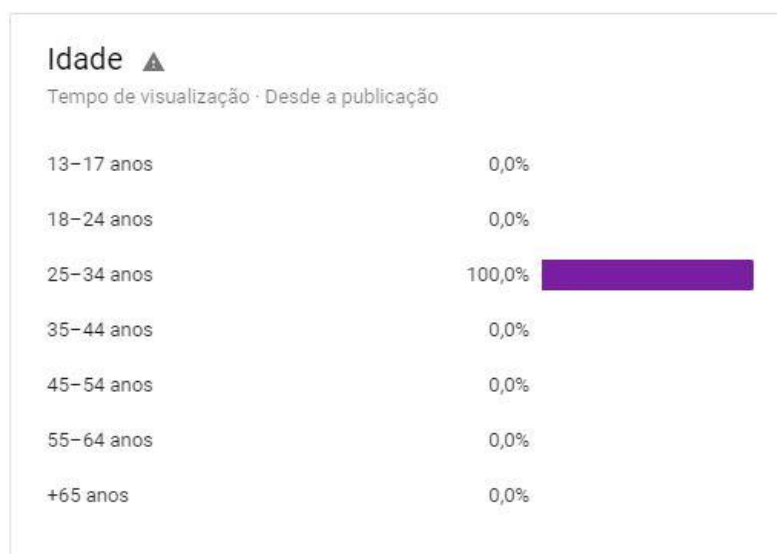 Idade
Tempo de visualização · Desde a publicação
13–17 anos 0,0%
18–24 anos 0,0%
25–34 anos 100,0%
35–44 anos 0,0%
45–54 anos 0,0%
55–64 anos 0,0%
+65 anos 0,0%